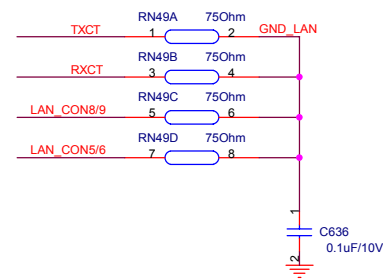 RN49A 75Ohm
TXCT 1 2 GND_LAN
RN49B 75Ohm
RXCT 3 4
RN49C 75Ohm
LAN_CON8/9 5 6
RN49D 75Ohm
LAN_CON5/6 7 8
1
C636
0.1uF/10V
2